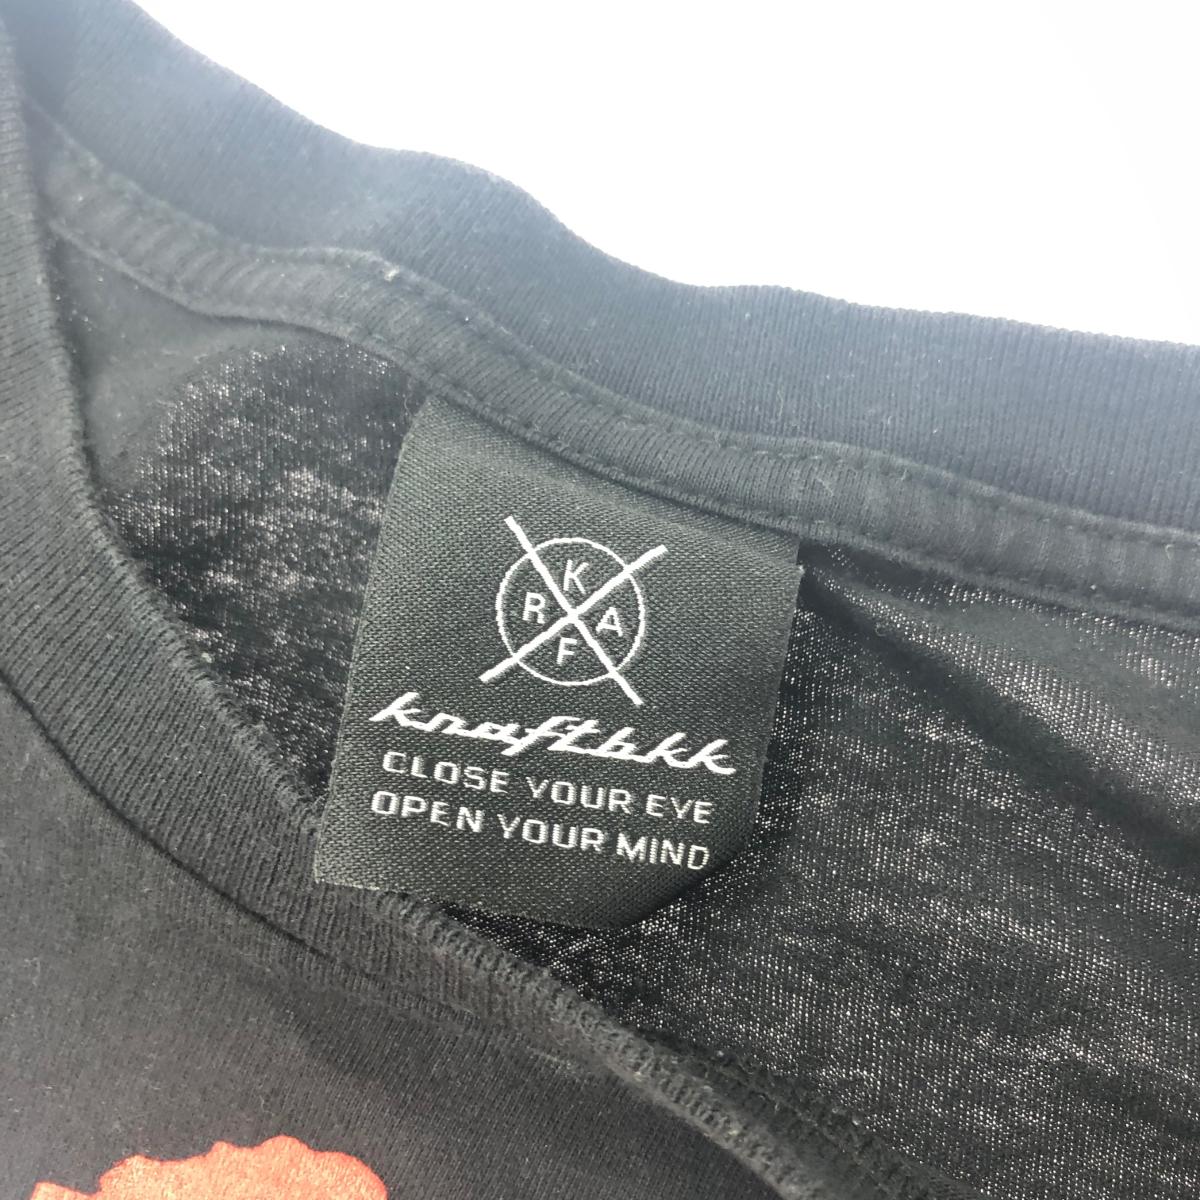 K
R A
F
kraftbkk
CLOSE YOUR EYE
OPEN YOUR MIND